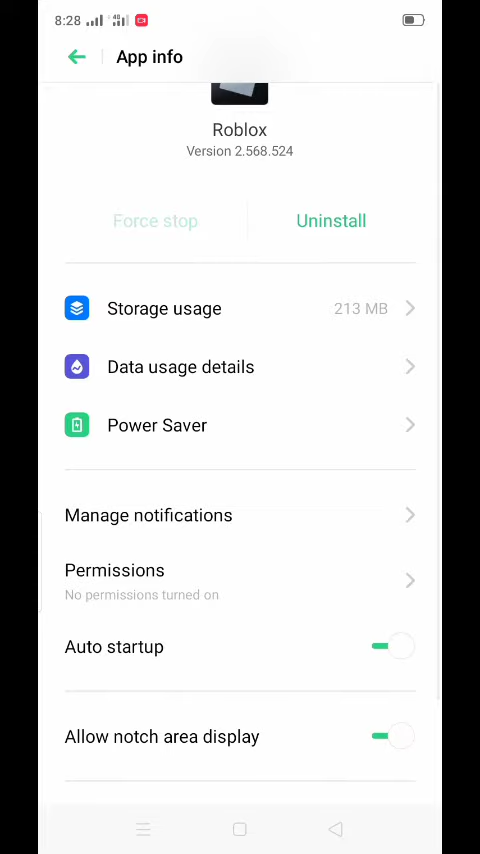 8:28
4G
App info
Roblox
Version 2.568.524
Force stop
Uninstall
Storage usage
213 MB
Data usage details
Power Saver
Manage notifications
Permissions
No permissions turned on
Auto startup
Allow notch area display